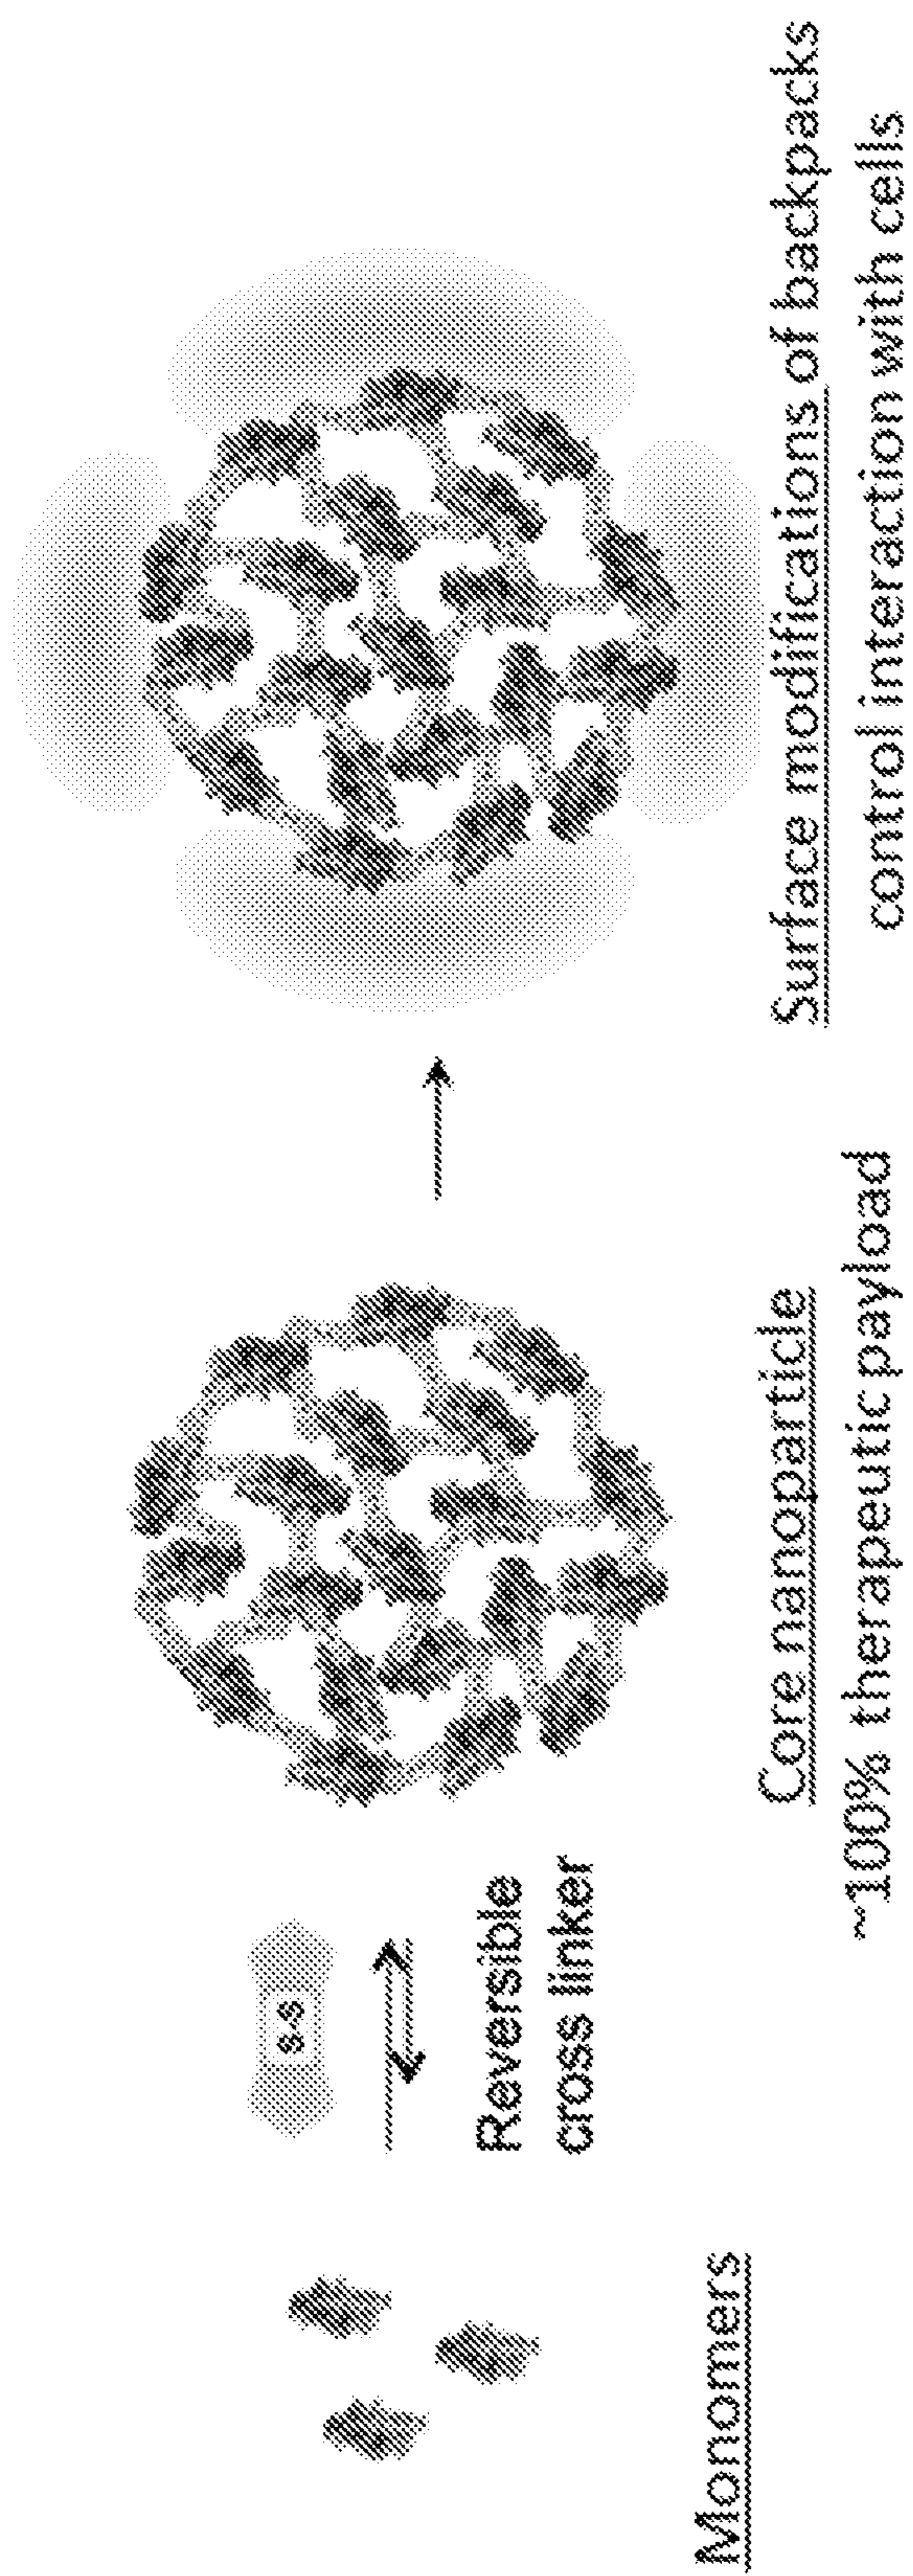 Monomers
s-s
Reversible
cross linker
Core nanoparticle
~100% therapeutic payload
Surface modifications of backpacks
control interaction with cells